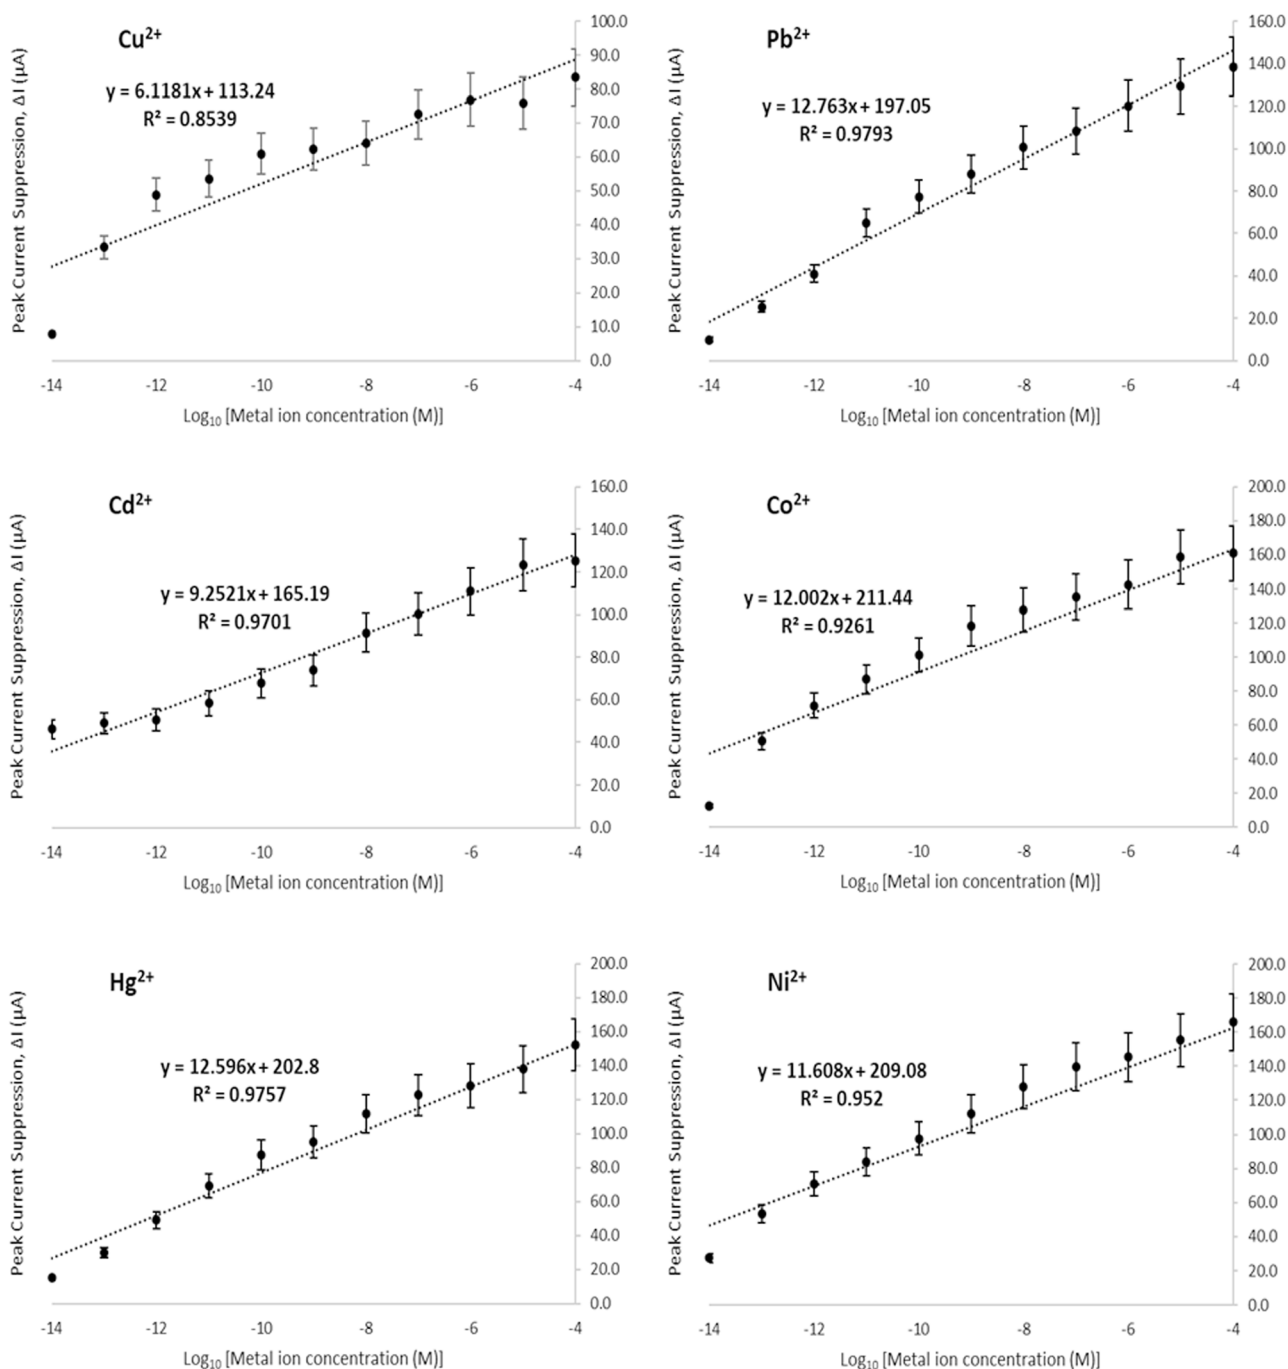 Cu²⁺
y = 6.1181x + 113.24
R² = 0.8539
Peak Current Suppression, ΔI (µA)
100.0
90.0
80.0
70.0
60.0
50.0
40.0
30.0
20.0
10.0
0.0
-14 -12 -10 -8 -6 -4
Log₁₀ [Metal ion concentration (M)]
Pb²⁺
y = 12.763x + 197.05
R² = 0.9793
Peak Current Suppression, ΔI (µA)
160.0
140.0
120.0
100.0
80.0
60.0
40.0
20.0
0.0
-14 -12 -10 -8 -6 -4
Log₁₀ [Metal ion concentration (M)]
Cd²⁺
y = 9.2521x + 165.19
R² = 0.9701
Peak Current Suppression, ΔI (µA)
160.0
140.0
120.0
100.0
80.0
60.0
40.0
20.0
0.0
-14 -12 -10 -8 -6 -4
Log₁₀ [Metal ion concentration (M)]
Co²⁺
y = 12.002x + 211.44
R² = 0.9261
Peak Current Suppression, ΔI (µA)
200.0
180.0
160.0
140.0
120.0
100.0
80.0
60.0
40.0
20.0
0.0
-14 -12 -10 -8 -6 -4
Log₁₀ [Metal ion concentration (M)]
Hg²⁺
y = 12.596x + 202.8
R² = 0.9757
Peak Current Suppression, ΔI (µA)
200.0
180.0
160.0
140.0
120.0
100.0
80.0
60.0
40.0
20.0
0.0
-14 -12 -10 -8 -6 -4
Log₁₀ [Metal ion concentration (M)]
Ni²⁺
y = 11.608x + 209.08
R² = 0.952
Peak Current Suppression, ΔI (µA)
200.0
180.0
160.0
140.0
120.0
100.0
80.0
60.0
40.0
20.0
0.0
-14 -12 -10 -8 -6 -4
Log₁₀ [Metal ion concentration (M)]